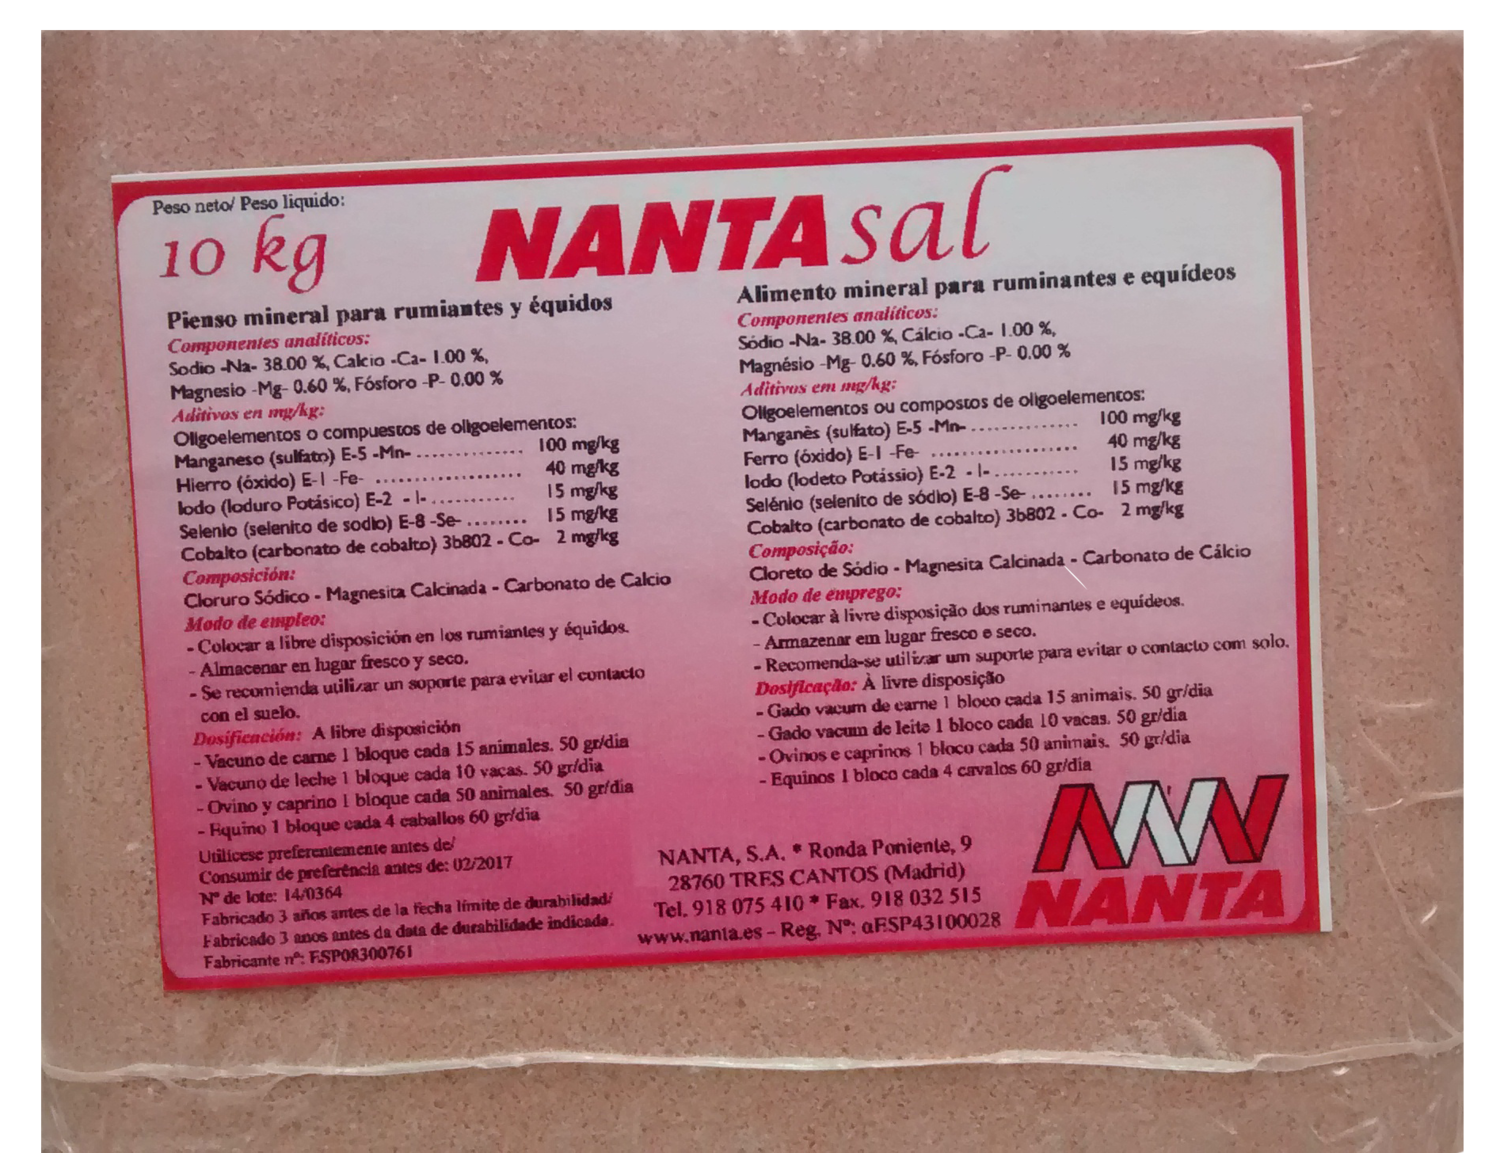 Peso neto/ Peso liquido:
10 kg
NANTAsal
Pienso mineral para rumiantes y équidos
Componentes analíticos:
Sodio -Na- 38.00 %, Calcio -Ca- 1.00 %,
Magnesio -Mg- 0.60 %, Fósforo -P- 0.00 %
Aditivos en mg/kg:
Oligoelementos o compuestos de oligoelementos:
Manganeso (sulfato) E-5 -Mn- ............. 100 mg/kg
Hierro (óxido) E-1 -Fe- ................... 40 mg/kg
Iodo (Ioduro Potásico) E-2 - I- ............ 15 mg/kg
Selenio (selenito de sodio) E-8 -Se- ........ 15 mg/kg
Cobalto (carbonato de cobalto) 3b802 - Co- 2 mg/kg
Composición:
Cloruro Sódico - Magnesita Calcinada - Carbonato de Calcio
Modo de empleo:
- Colocar a libre disposición en los rumiantes y équidos.
- Almacenar en lugar fresco y seco.
- Se recomienda utilizar un soporte para evitar el contacto
con el suelo.
Dosificación: A libre disposición
- Vacuno de carne 1 bloque cada 15 animales. 50 gr/dia
- Vacuno de leche 1 bloque cada 10 vacas. 50 gr/dia
- Ovino y caprino 1 bloque cada 50 animales. 50 gr/dia
- Equino 1 bloque cada 4 caballos 60 gr/dia
Utilícese preferentemente antes de/
Consumir de preferência antes de: 02/2017
Nº de lote: 14/0364
Fabricado 3 años antes de la fecha límite de durabilidad/
Fabricado 3 anos antes da data de durabilidade indicada.
Fabricante nº: ESP08300761
Alimento mineral para ruminantes e equídeos
Componentes analíticos:
Sódio -Na- 38.00 %, Cálcio -Ca- 1.00 %,
Magnésio -Mg- 0.60 %, Fósforo -P- 0.00 %
Aditivos em mg/kg:
Oligoelementos ou compostos de oligoelementos:
Manganês (sulfato) E-5 -Mn- .............. 100 mg/kg
Ferro (óxido) E-1 -Fe- ................... 40 mg/kg
Iodo (Iodeto Potássio) E-2 - I- ............ 15 mg/kg
Selénio (selenito de sódio) E-8 -Se- ........ 15 mg/kg
Cobalto (carbonato de cobalto) 3b802 - Co- 2 mg/kg
Composição:
Cloreto de Sódio - Magnesita Calcinada - Carbonato de Cálcio
Modo de emprego:
- Colocar à livre disposição dos ruminantes e equídeos.
- Armazenar em lugar fresco e seco.
- Recomenda-se utilizar um suporte para evitar o contacto com solo.
Dosificação: À livre disposição
- Gado vacum de carne 1 bloco cada 15 animais. 50 gr/dia
- Gado vacum de leite 1 bloco cada 10 vacas. 50 gr/dia
- Ovinos e caprinos 1 bloco cada 50 animais. 50 gr/dia
- Equinos 1 bloco cada 4 cavalos 60 gr/dia
NANTA, S.A. * Ronda Poniente, 9
28760 TRES CANTOS (Madrid)
Tel. 918 075 410 * Fax. 918 032 515
www.nanta.es - Reg. Nº: αESP43100028
NANTA